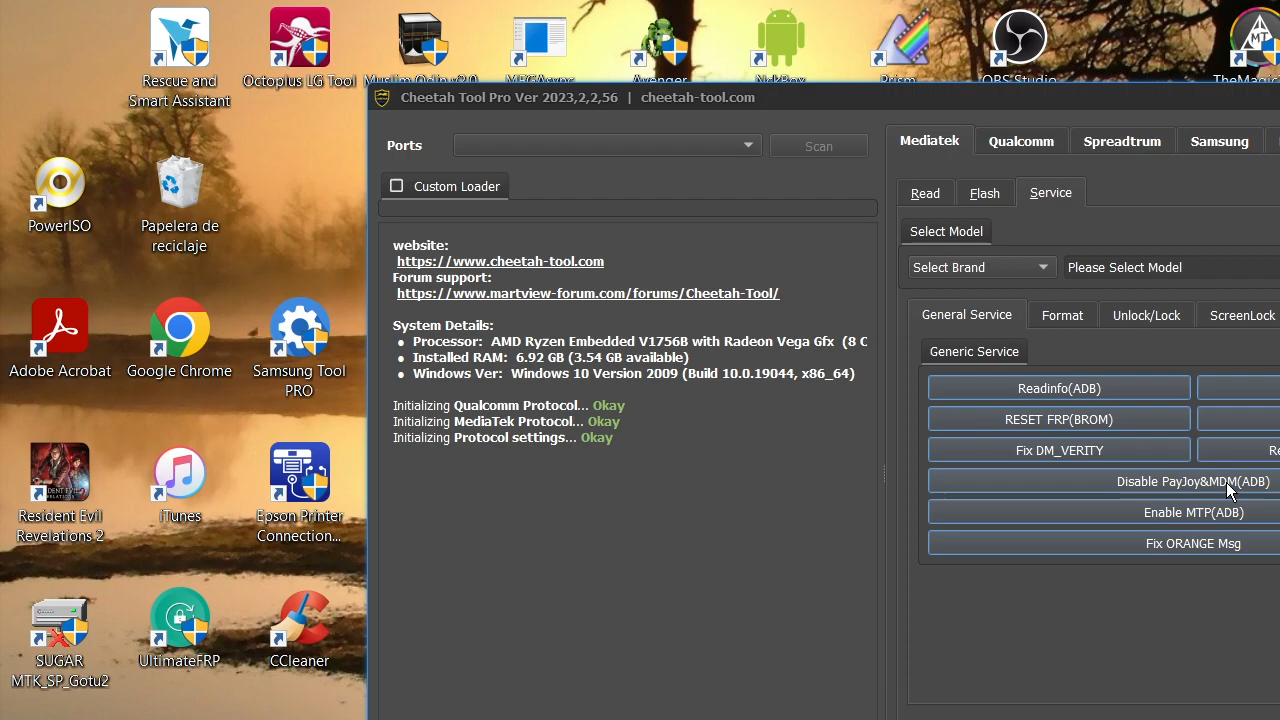 Rescue and
Smart Assistant
Octoplus LG Tool
Muslim Odin v2.0
Avenger
Prism
OBS Studio
PowerISO
Papelera de
reciclaje
Adobe Acrobat
Google Chrome
Samsung Tool
PRO
Resident Evil
Revelations 2
iTunes
Epson Printer
Connection...
SUGAR
MTK_SP_Gotu2
UltimateFRP
CCleaner
Cheetah Tool Pro Ver 2023,2,2,56 | cheetah-tool.com
Ports
Scan
Custom Loader
website:
https://www.cheetah-tool.com
Forum support:
https://www.martview-forum.com/forums/Cheetah-Tool/
System Details:
● Processor: AMD Ryzen Embedded V1756B with Radeon Vega Gfx (8 C
● Installed RAM: 6.92 GB (3.54 GB available)
● Windows Ver: Windows 10 Version 2009 (Build 10.0.19044, x86_64)
Initializing Qualcomm Protocol... Okay
Initializing MediaTek Protocol... Okay
Initializing Protocol settings... Okay
Mediatek Qualcomm Spreadtrum Samsung
Read Flash Service
Select Model
Select Brand Please Select Model
General Service Format Unlock/Lock ScreenLock
Generic Service
Readinfo(ADB)
RESET FRP(BROM)
Fix DM_VERITY Re
Disable PayJoy&MDM(ADB)
Enable MTP(ADB)
Fix ORANGE Msg